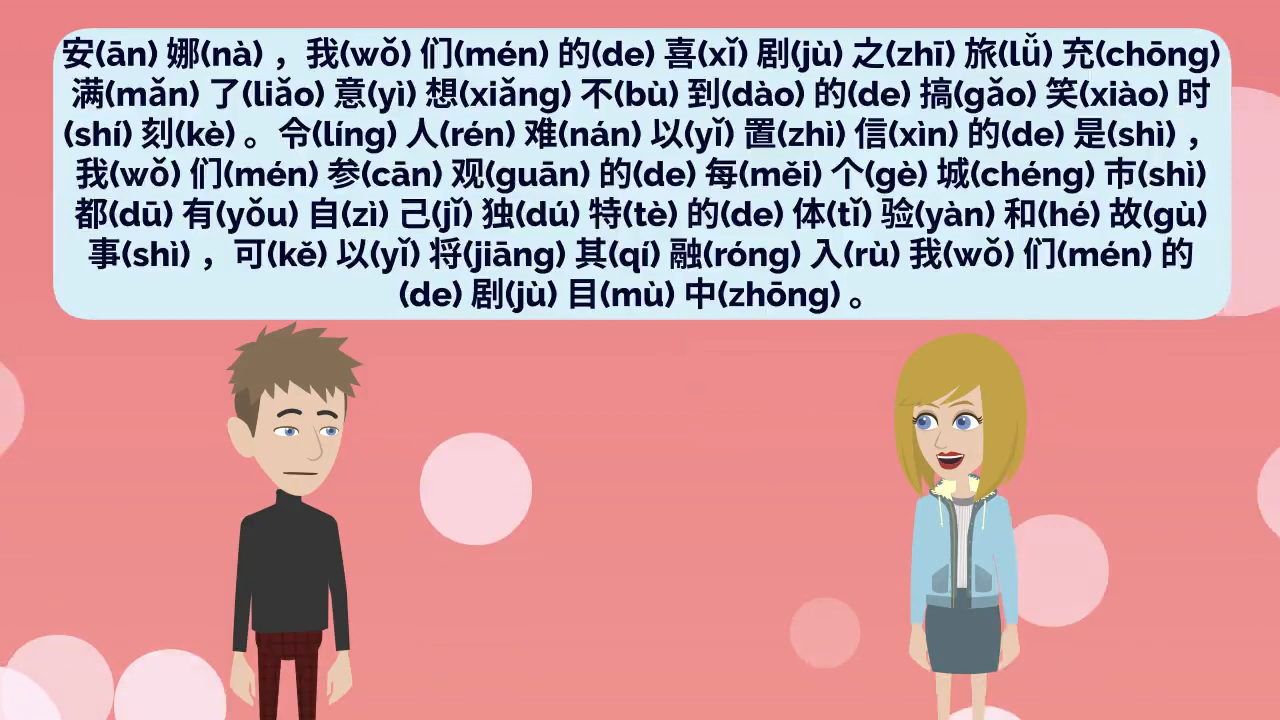 安(ān) 娜(nà) ，我(wǒ) 们(mén) 的(de) 喜(xǐ) 剧(jù) 之(zhī) 旅(lǚ) 充(chōng)
满(mǎn) 了(liǎo) 意(yì) 想(xiǎng) 不(bù) 到(dào) 的(de) 搞(gǎo) 笑(xiào) 时
(shí) 刻(kè) 。令(líng) 人(rén) 难(nán) 以(yǐ) 置(zhì) 信(xìn) 的(de) 是(shì) ，
我(wǒ) 们(mén) 参(cān) 观(guān) 的(de) 每(měi) 个(gè) 城(chéng) 市(shì)
都(dū) 有(yǒu) 自(zì) 己(jǐ) 独(dú) 特(tè) 的(de) 体(tǐ) 验(yàn) 和(hé) 故(gù)
事(shì) ，可(kě) 以(yǐ) 将(jiāng) 其(qí) 融(róng) 入(rù) 我(wǒ) 们(mén) 的
(de) 剧(jù) 目(mù) 中(zhōng) 。